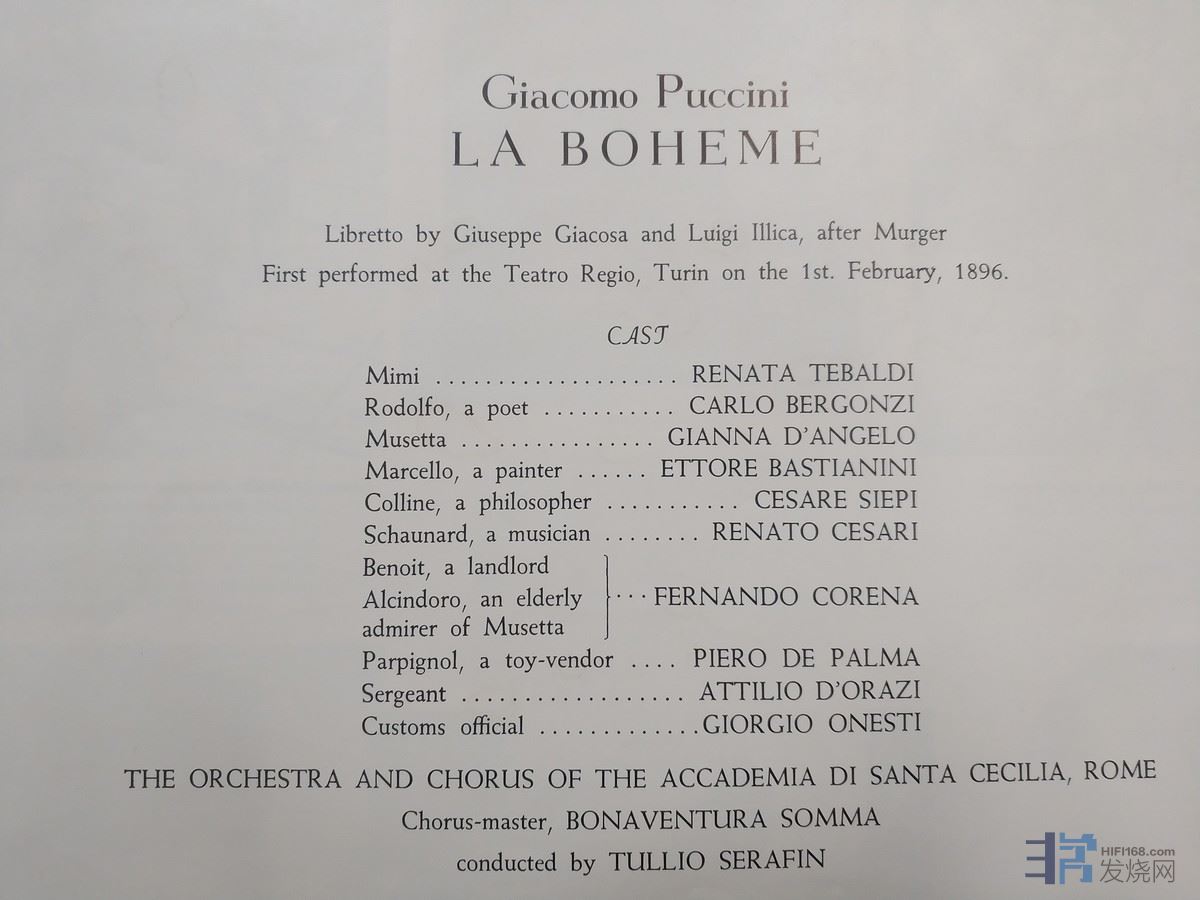 Giacomo Puccini
LA BOHEME
Libretto by Giuseppe Giacosa and Luigi Illica, after Murger
First performed at the Teatro Regio, Turin on the 1st. February, 1896.
CAST
Mimi .................... RENATA TEBALDI
Rodolfo, a poet ........... CARLO BERGONZI
Musetta ................ GIANNA D'ANGELO
Marcello, a painter ...... ETTORE BASTIANINI
Colline, a philosopher ........... CESARE SIEPI
Schaunard, a musician ........ RENATO CESARI
Benoit, a landlord
Alcindoro, an elderly ... FERNANDO CORENA
admirer of Musetta
Parpignol, a toy-vendor .... PIERO DE PALMA
Sergeant .................. ATTILIO D'ORAZI
Customs official .............GIORGIO ONESTI
THE ORCHESTRA AND CHORUS OF THE ACCADEMIA DI SANTA CECILIA, ROME
Chorus-master, BONAVENTURA SOMMA
conducted by TULLIO SERAFIN
HIFI168.com
发烧网